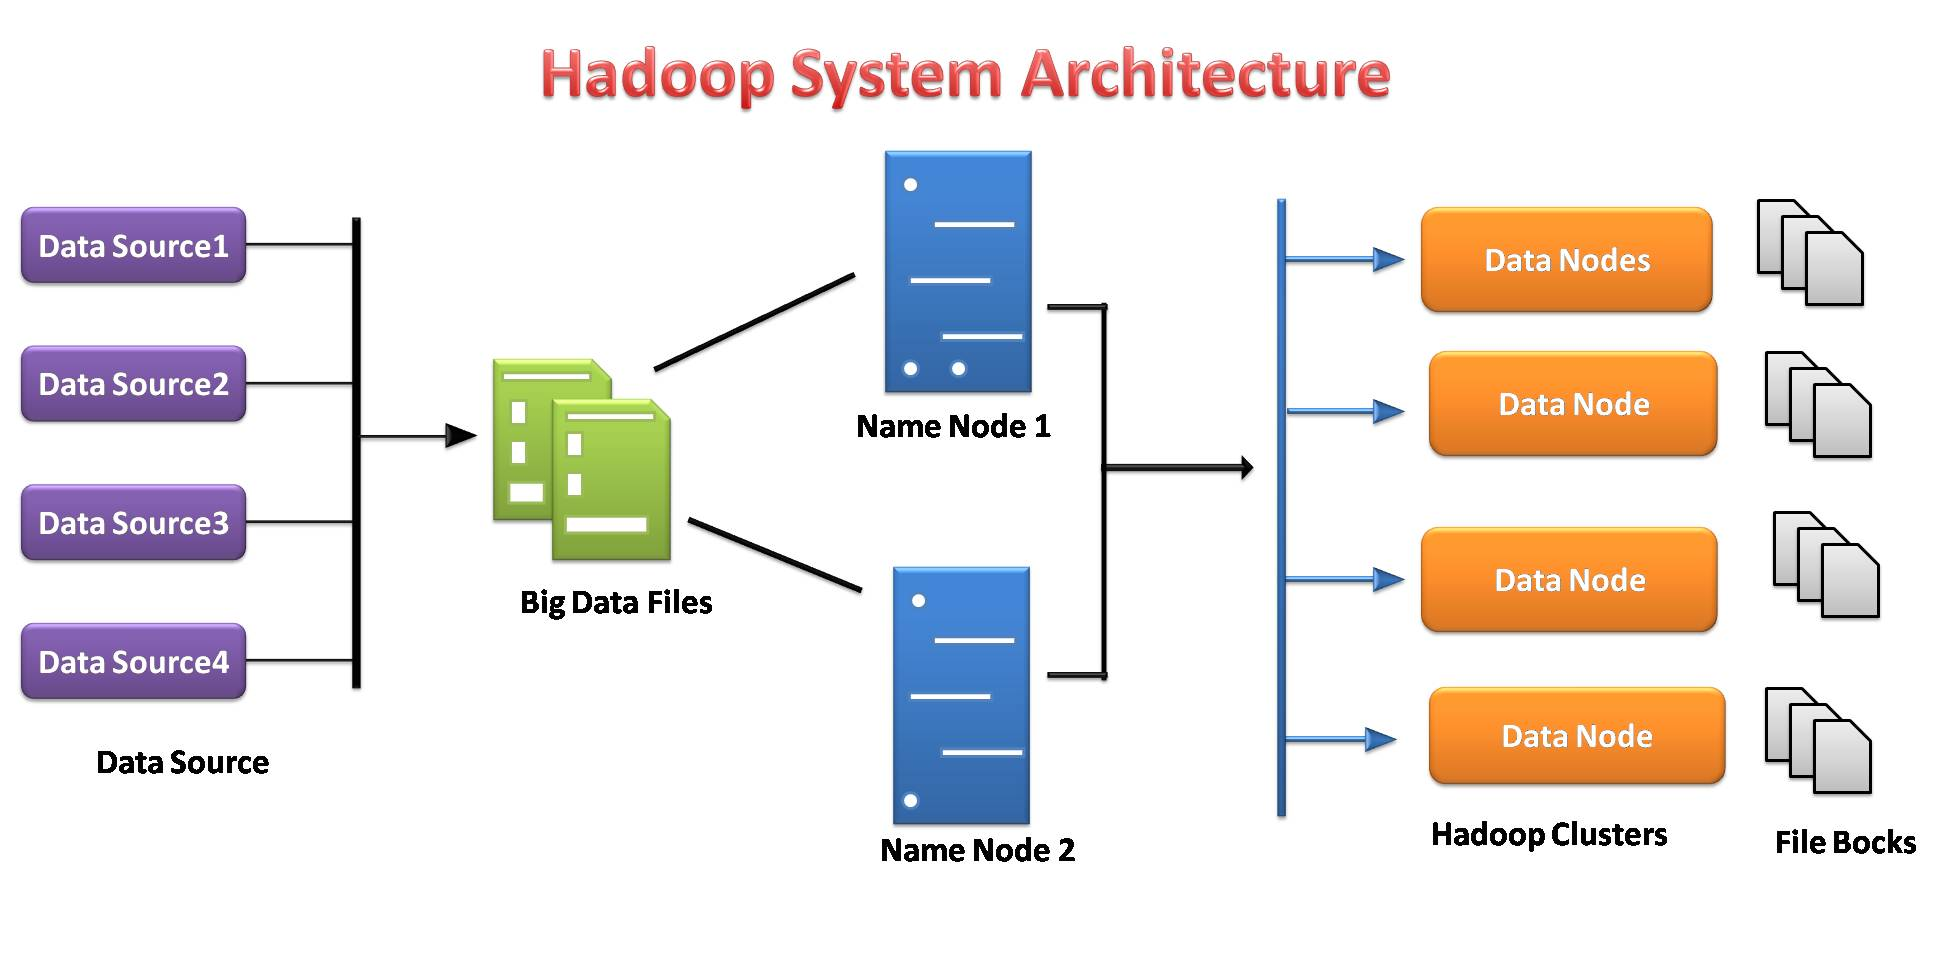 Hadoop System Architecture
Data Source1
Data Source2
Data Source3
Data Source4
Data Source
Big Data Files
Name Node 1
Name Node 2
Data Nodes
Data Node
Data Node
Data Node
Hadoop Clusters
File Bocks